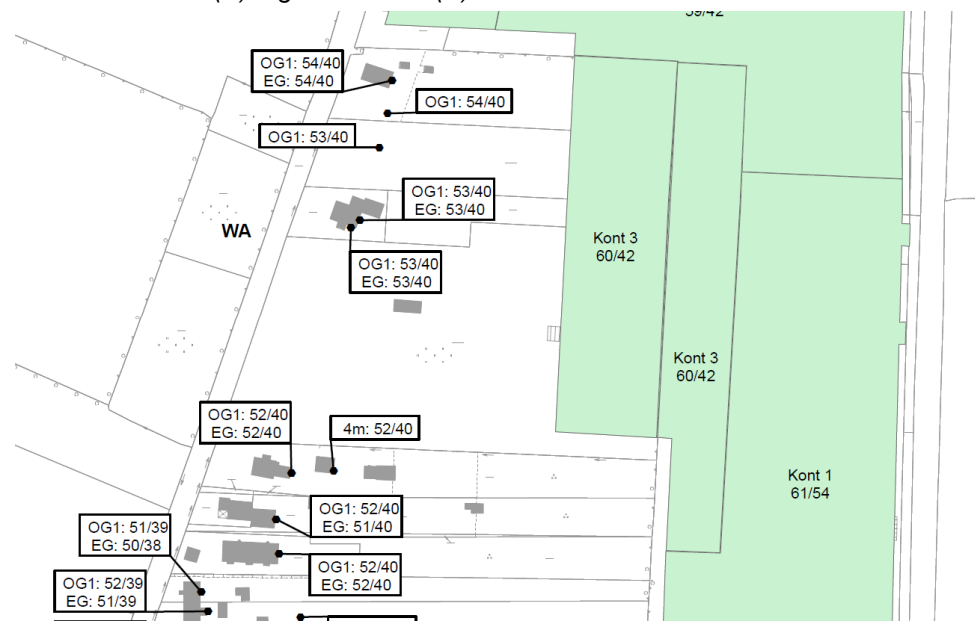 59/42
OG1: 54/40
EG: 54/40
OG1: 54/40
OG1: 53/40
OG1: 53/40
EG: 53/40
WA
Kont 3
60/42
OG1: 53/40
EG: 53/40
Kont 3
60/42
OG1: 52/40
EG: 52/40
4m: 52/40
Kont 1
61/54
OG1: 52/40
EG: 51/40
OG1: 51/39
EG: 50/38
OG1: 52/40
EG: 52/40
OG1: 52/39
EG: 51/39